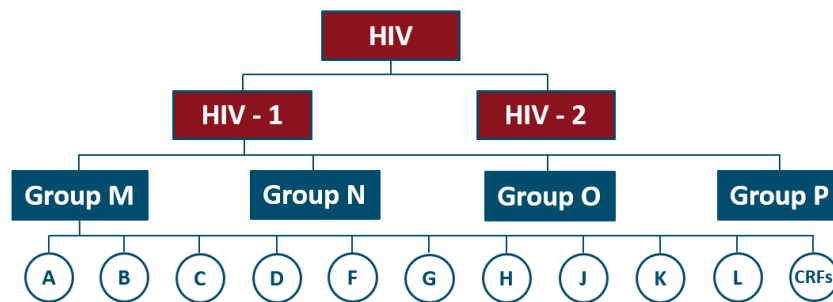 HIV
HIV - 1
HIV - 2
Group M
Group N
Group O
Group P
A
B
C
D
F
G
H
J
K
L
CRFs